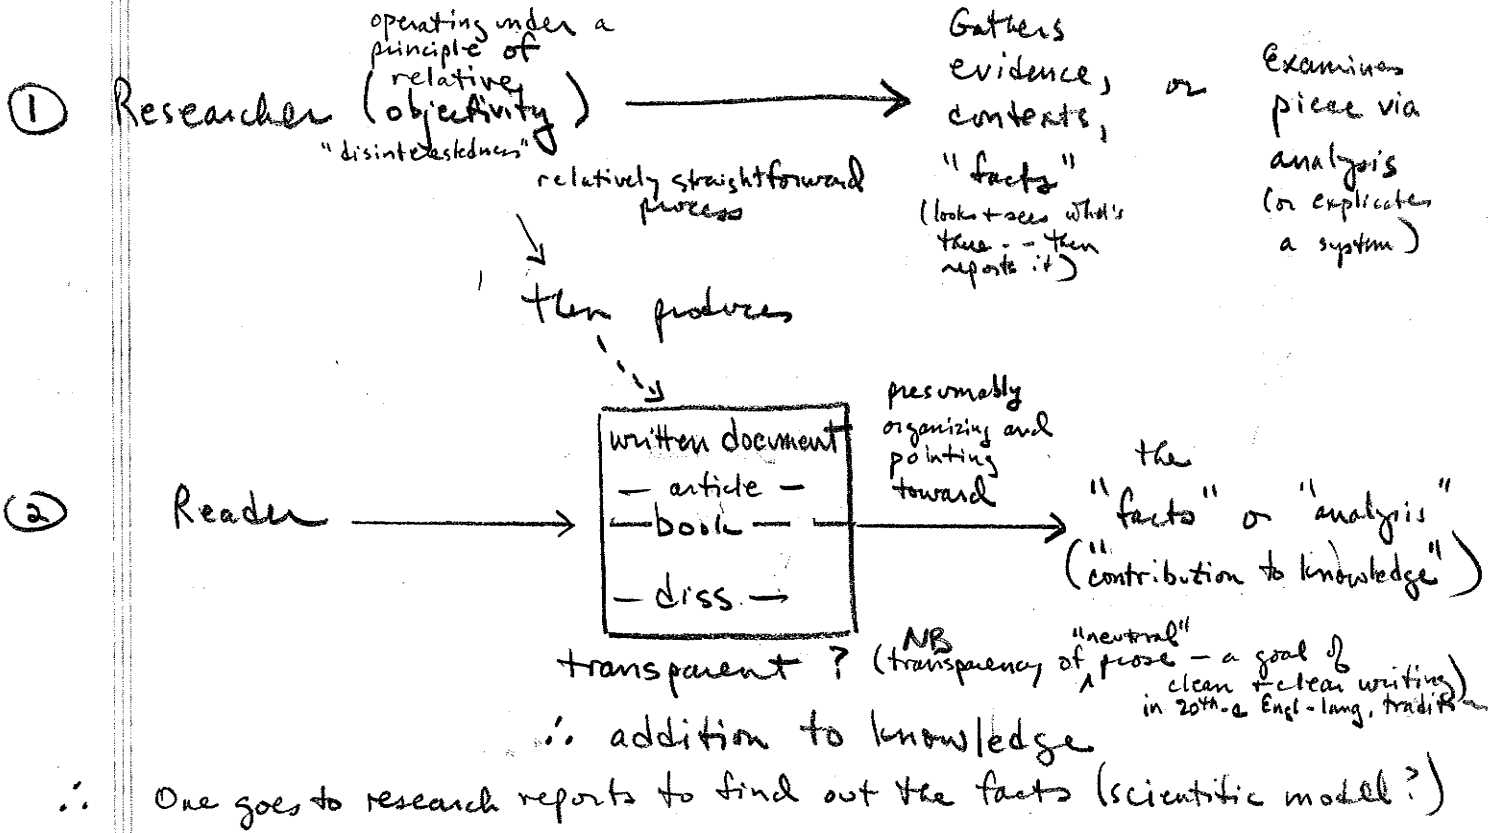 ① Researcher
operating under a
principle of
relative
(objectivity)
"disinterestedness"
Gathers
evidence,
contexts,
"facts"
(looks + sees what's
there -- then
reports it)
or
Examines
piece via
analysis
(or explicates
a system)
relatively straightforward
process
then produces
② Reader
written document
— article —
— book —
— diss. —
presumably
organizing and
pointing
toward
the
"facts" or "analysis"
("contribution to knowledge")
transparent ? (transparency of "neutral" prose — a goal of
NB
clean + clear writing
in 20th-c Engl-lang. tradit)
∴ addition to knowledge
∴ One goes to research reports to find out the facts (scientific model?)